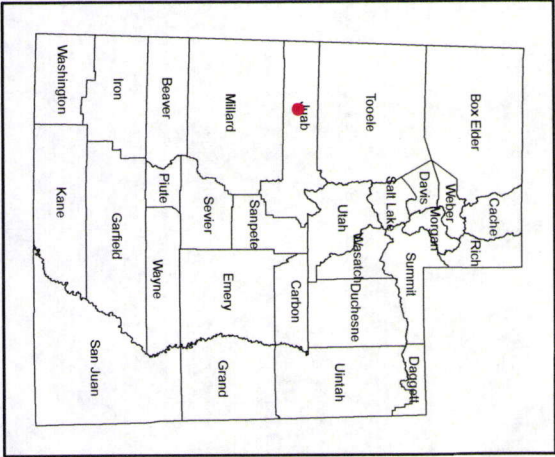 Box Elder
Cache
Rich
Weber
Morgan
Davis
Summit
Daggett
Salt Lake
Tooele
Wasatch
Duchesne
Utah
Uintah
Juab
Carbon
Sanpete
Millard
Sevier
Emery
Grand
Beaver
Piute
Wayne
Iron
Garfield
San Juan
Washington
Kane